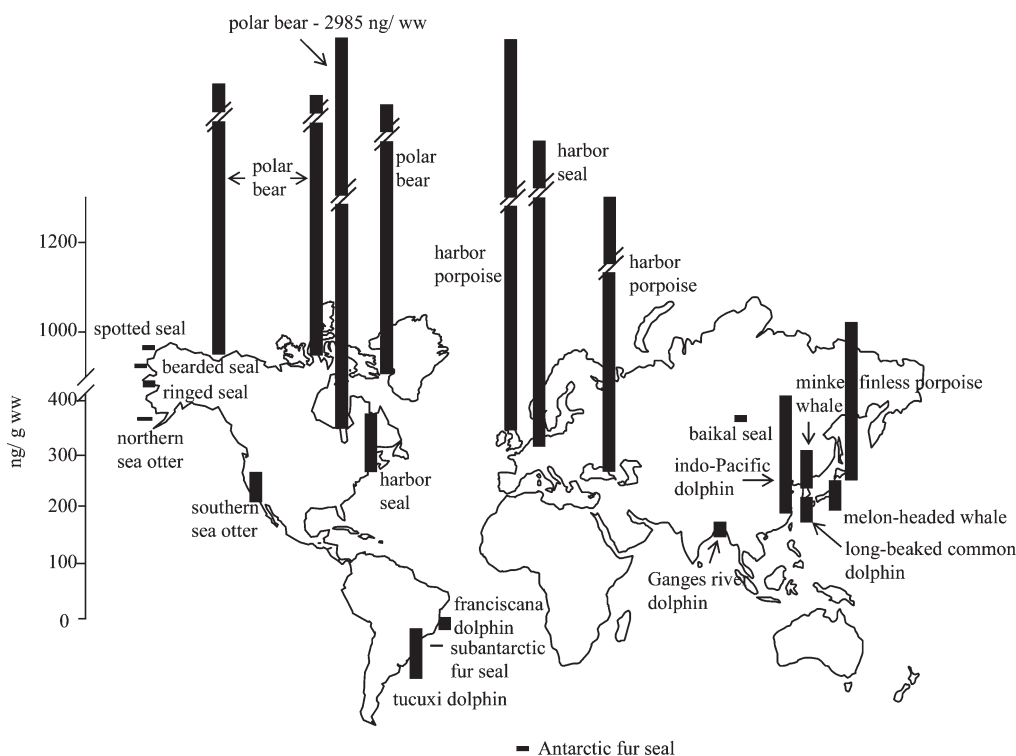 polar bear - 2985 ng/ ww
polar
bear
polar
bear
harbor
seal
harbor
porpoise
harbor
porpoise
1200
1000
400
300
200
100
0
ng/ g ww
spotted seal
bearded seal
ringed seal
northern
sea otter
southern
sea otter
harbor
seal
minke
whale
finless porpoise
baikal seal
indo-Pacific
dolphin
melon-headed whale
long-beaked common
dolphin
Ganges river
dolphin
franciscana
dolphin
subantarctic
fur seal
tucuxi dolphin
Antarctic fur seal